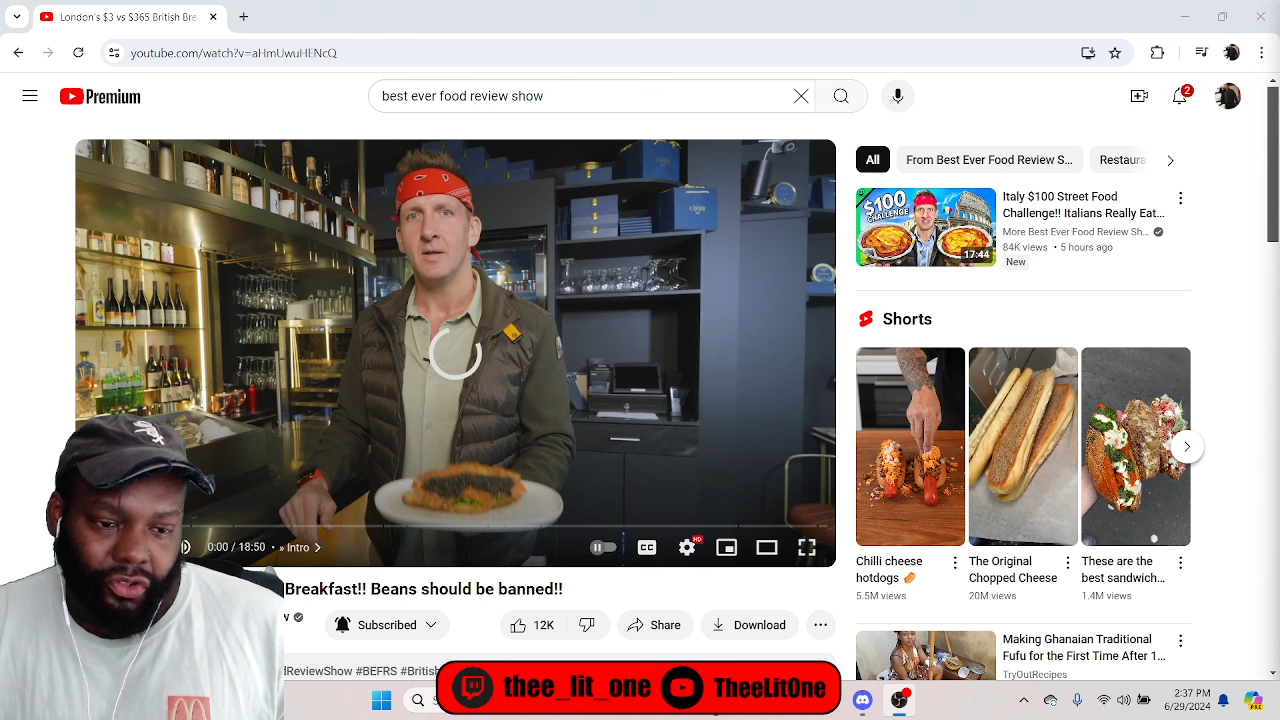 London's $3 vs $365 British Bre
youtube.com/watch?v=aHmUwuHENcQ
Premium
best ever food review show
2
All
From Best Ever Food Review S...
Restaura
$100
CHALLENGE
17:44
Italy $100 Street Food
Challenge!! Italians Really Eat...
More Best Ever Food Review Sh...
84K views • 5 hours ago
New
Shorts
0:00 / 18:50 • » Intro
CC
HD
Chilli cheese
hotdogs
5.5M views
The Original
Chopped Cheese
20M views
These are the
best sandwich...
1.4M views
Breakfast!! Beans should be banned!!
w
Subscribed
12K
Share
Download
dReviewShow #BEFRS #British
Making Ghanaian Traditional
Fufu for the First Time After 1...
TryOutRecipes
thee_lit_one
TheeLitOne
2:37 PM
6/29/2024
PRE